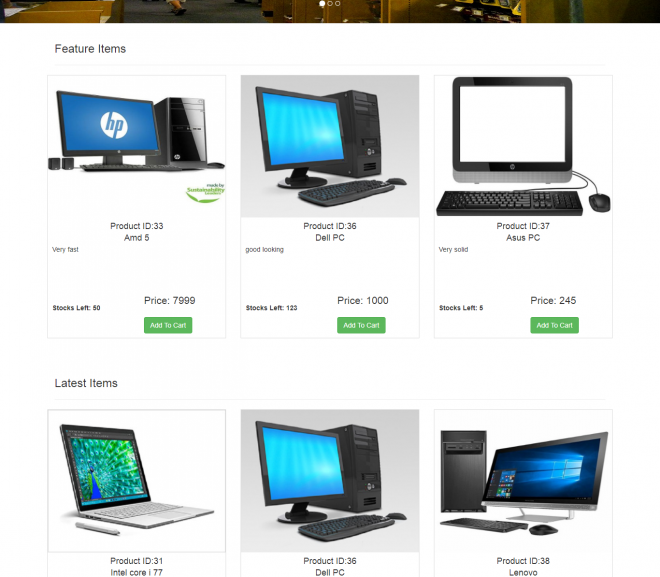 Feature Items
hp
made by
Sustainability
Product ID:33
Amd 5
Very fast
Stocks Left: 50
Price: 7999
Add To Cart
Product ID:36
Dell PC
good looking
Stocks Left: 123
Price: 1000
Add To Cart
Product ID:37
Asus PC
Very solid
Stocks Left: 5
Price: 245
Add To Cart
Latest Items
Product ID:31
Intel core i 77
Product ID:36
Dell PC
Product ID:38
Lenovo